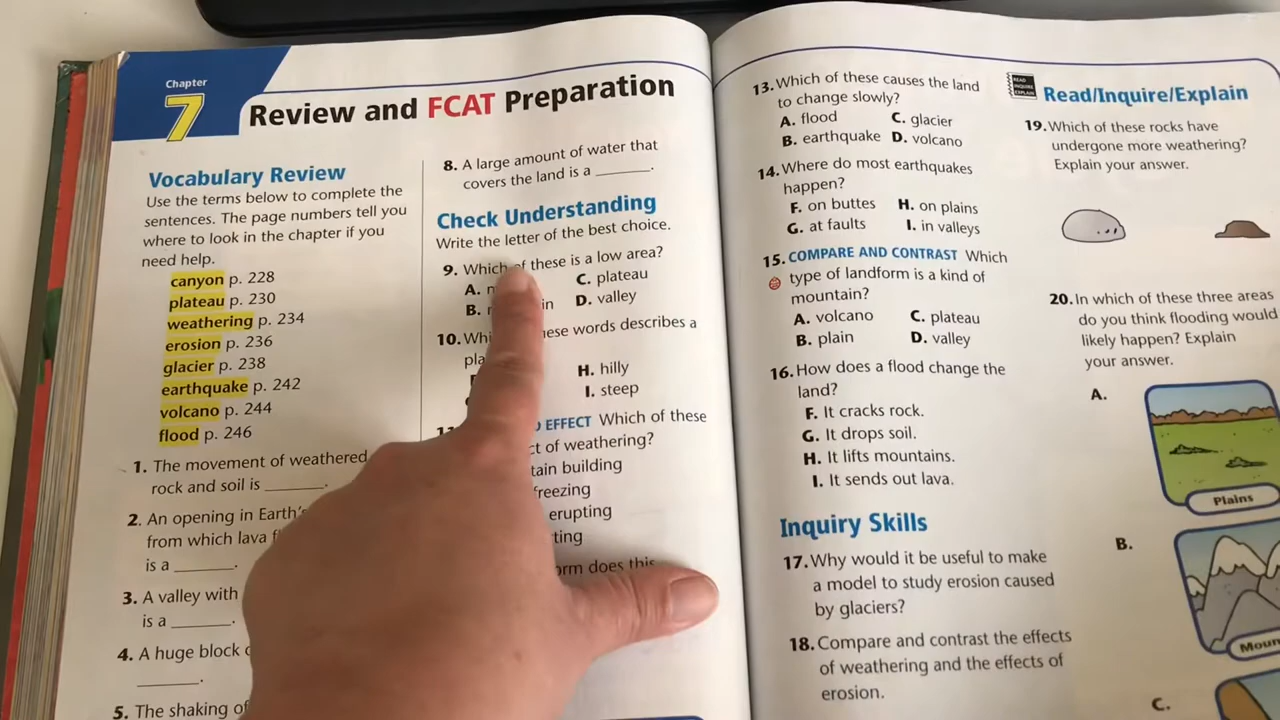 Chapter
7
Review and FCAT Preparation
Vocabulary Review
Use the terms below to complete the
sentences. The page numbers tell you
where to look in the chapter if you
need help.
canyon p. 228
plateau p. 230
weathering p. 234
erosion p. 236
glacier p. 238
earthquake p. 242
volcano p. 244
flood p. 246
1. The movement of weathered
rock and soil is ______.
2. An opening in Earth's
from which lava
is a ______.
3. A valley with
is a ______.
4. A huge block
______.
5. The shaking of
8. A large amount of water that
covers the land is a ______.
Check Understanding
Write the letter of the best choice.
9. Which of these is a low area?
A.
C. plateau
B.
D. valley
10. these words describes a
H. hilly
I. steep
EFFECT Which of these
of weathering?
building
freezing
erupting
does this
13. Which of these causes the land
to change slowly?
A. flood
C. glacier
B. earthquake
D. volcano
14. Where do most earthquakes
happen?
F. on buttes
H. on plains
G. at faults
I. in valleys
15. COMPARE AND CONTRAST Which
type of landform is a kind of
mountain?
A. volcano
C. plateau
B. plain
D. valley
16. How does a flood change the
land?
F. It cracks rock.
G. It drops soil.
H. It lifts mountains.
I. It sends out lava.
Inquiry Skills
17. Why would it be useful to make
a model to study erosion caused
by glaciers?
18. Compare and contrast the effects
of weathering and the effects of
erosion.
READ
INQUIRE
EXPLAIN
Read/Inquire/Explain
19. Which of these rocks have
undergone more weathering?
Explain your answer.
20. In which of these three areas
do you think flooding would
likely happen? Explain
your answer.
A.
Plains
B.
C.